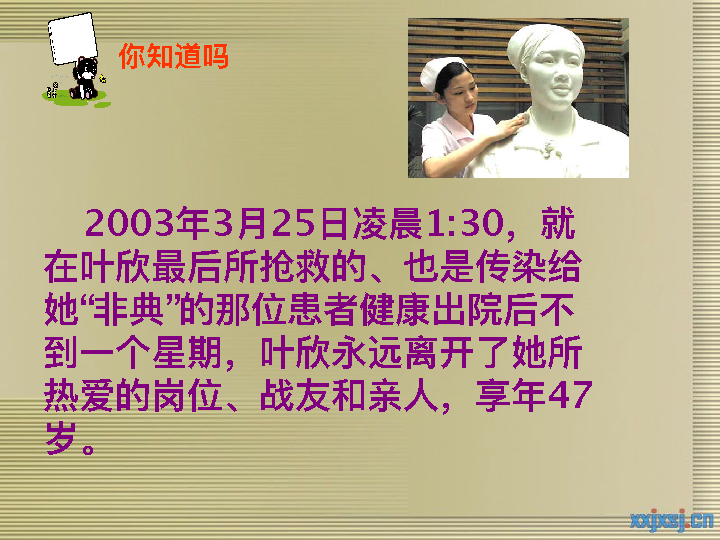 你知道吗
2003年3月25日凌晨1:30，就
在叶欣最后所抢救的、也是传染给
她“非典”的那位患者健康出院后不
到一个星期，叶欣永远离开了她所
热爱的岗位、战友和亲人，享年47
岁。
xxjxsj.cn